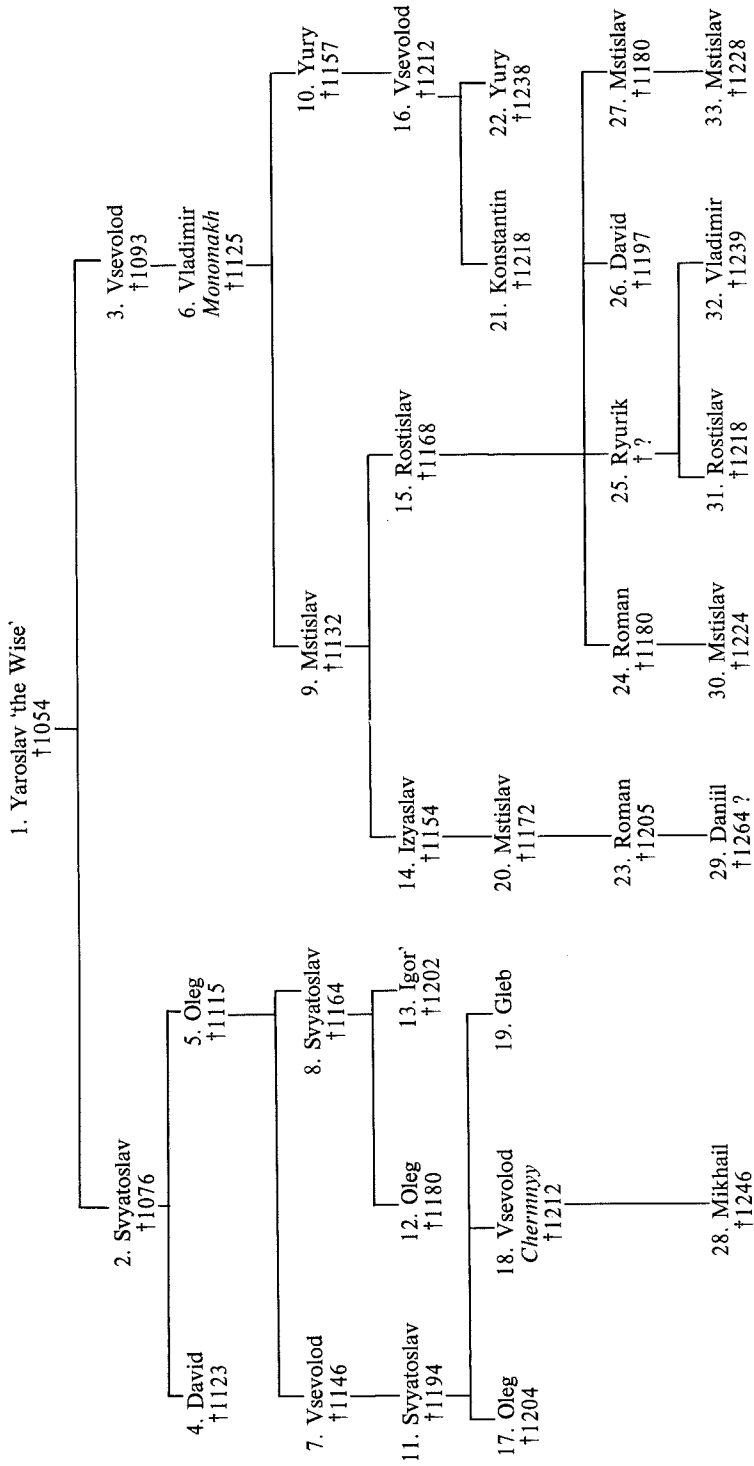 1. Yaroslav 'the Wise'
†1054
2. Svyatoslav
†1076
3. Vsevolod
†1093
4. David
†1123
5. Oleg
†1115
6. Vladimir
Monomakh
†1125
7. Vsevolod
†1146
8. Svyatoslav
†1164
9. Mstislav
†1132
10. Yury
†1157
11. Svyatoslav
†1194
12. Oleg
†1180
13. Igor'
†1202
14. Izyaslav
†1154
15. Rostislav
†1168
16. Vsevolod
†1212
17. Oleg
†1204
18. Vsevolod
Chermnyy
†1212
19. Gleb
20. Mstislav
†1172
21. Konstantin
†1218
22. Yury
†1238
23. Roman
†1205
24. Roman
†1180
25. Ryurik
† ?
26. David
†1197
27. Mstislav
†1180
28. Mikhail
†1246
29. Daniil
†1264 ?
30. Mstislav
†1224
31. Rostislav
†1218
32. Vladimir
†1239
33. Mstislav
†1228